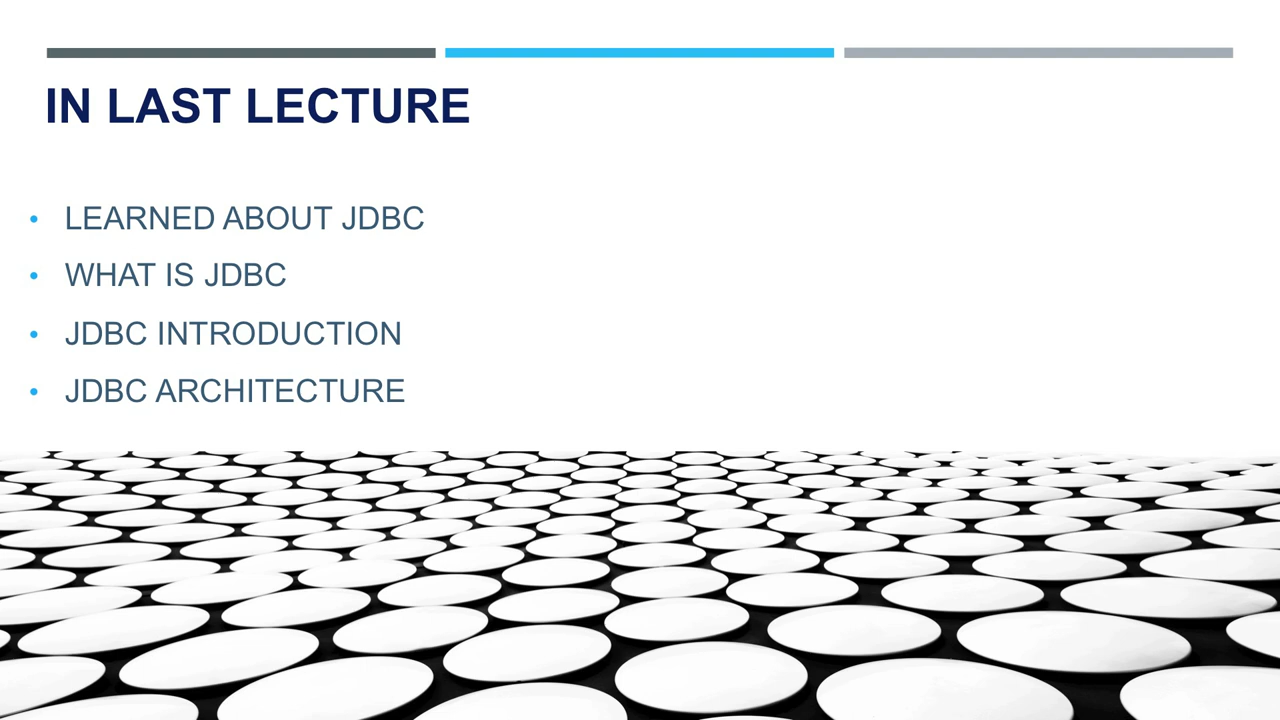 IN LAST LECTURE
• LEARNED ABOUT JDBC
• WHAT IS JDBC
• JDBC INTRODUCTION
• JDBC ARCHITECTURE